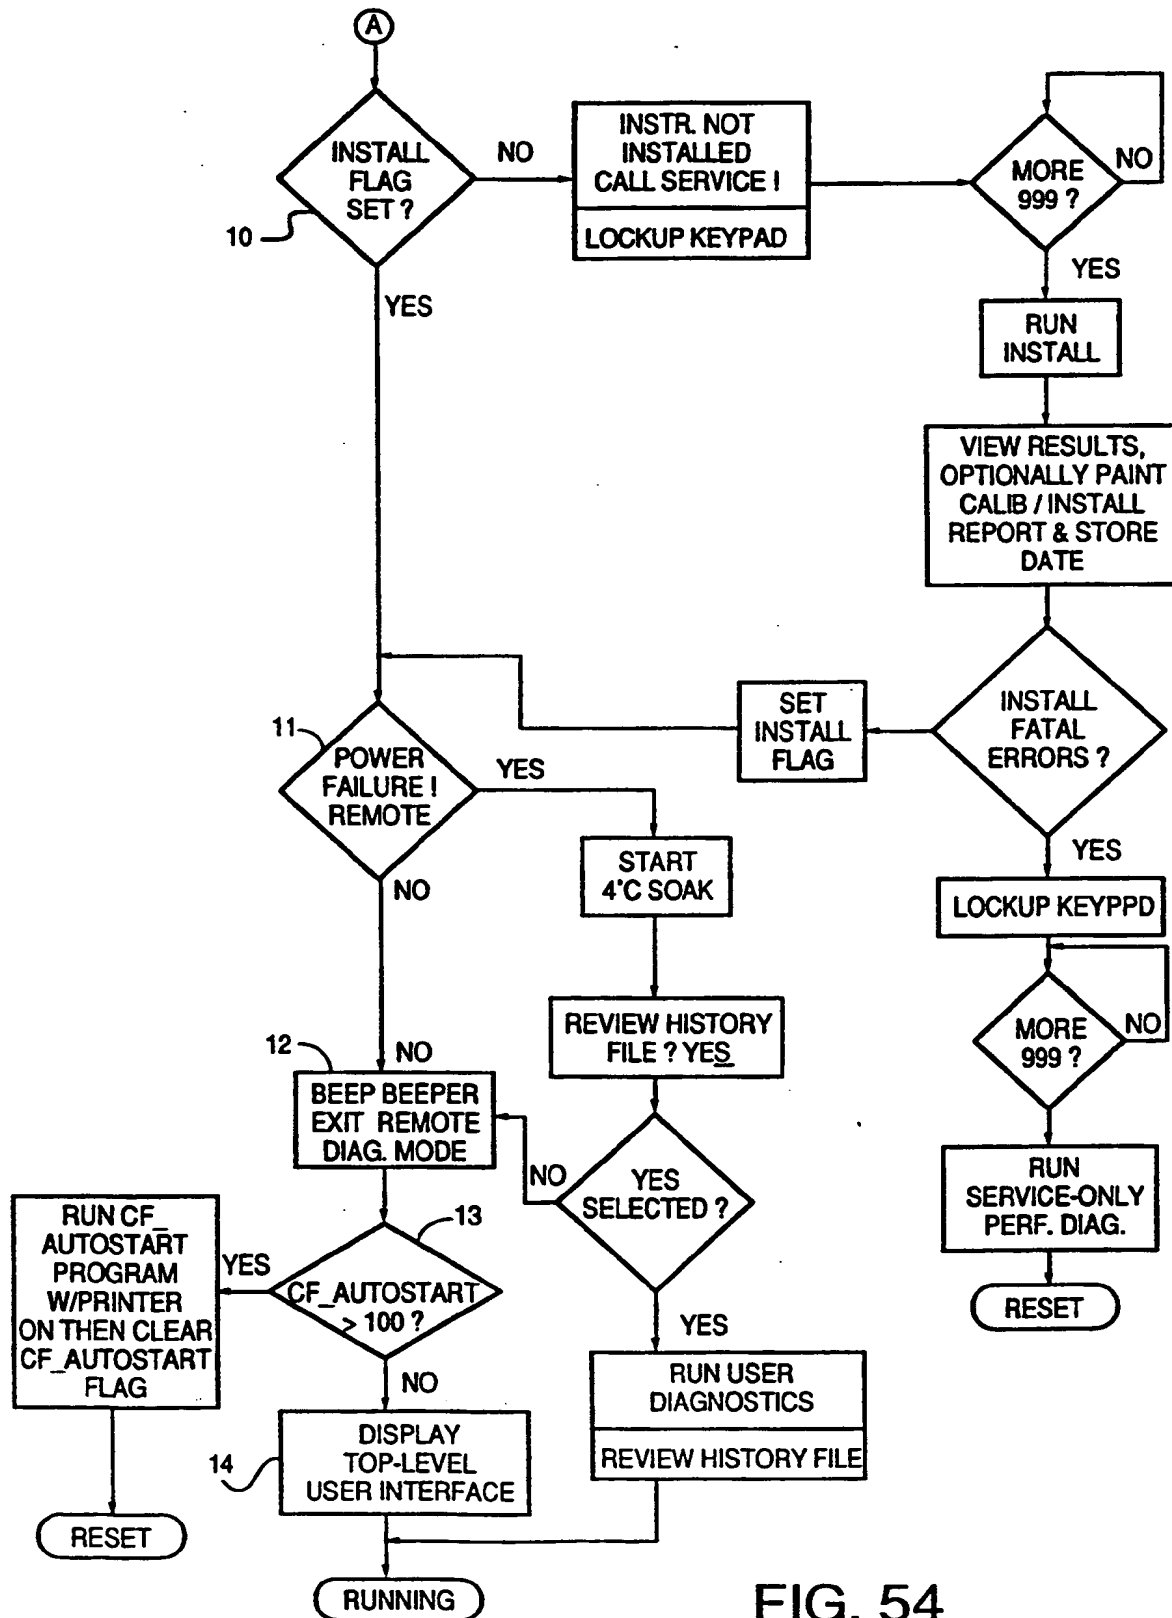 A
INSTALL
FLAG
SET ?
10
NO
YES
INSTR. NOT
INSTALLED
CALL SERVICE !
LOCKUP KEYPAD
MORE
999 ?
NO
YES
RUN
INSTALL
VIEW RESULTS,
OPTIONALLY PAINT
CALIB / INSTALL
REPORT & STORE
DATE
INSTALL
FATAL
ERRORS ?
SET
INSTALL
FLAG
YES
LOCKUP KEYPPD
MORE
999 ?
NO
RUN
SERVICE-ONLY
PERF. DIAG.
RESET
11
POWER
FAILURE !
REMOTE
YES
NO
START
4°C SOAK
REVIEW HISTORY
FILE ? YES
YES
SELECTED ?
NO
YES
RUN USER
DIAGNOSTICS
REVIEW HISTORY FILE
12
NO
BEEP BEEPER
EXIT REMOTE
DIAG. MODE
13
CF_AUTOSTART
> 100 ?
YES
NO
RUN CF_
AUTOSTART
PROGRAM
W/PRINTER
ON THEN CLEAR
CF_AUTOSTART
FLAG
RESET
14
DISPLAY
TOP-LEVEL
USER INTERFACE
RUNNING
FIG. 54